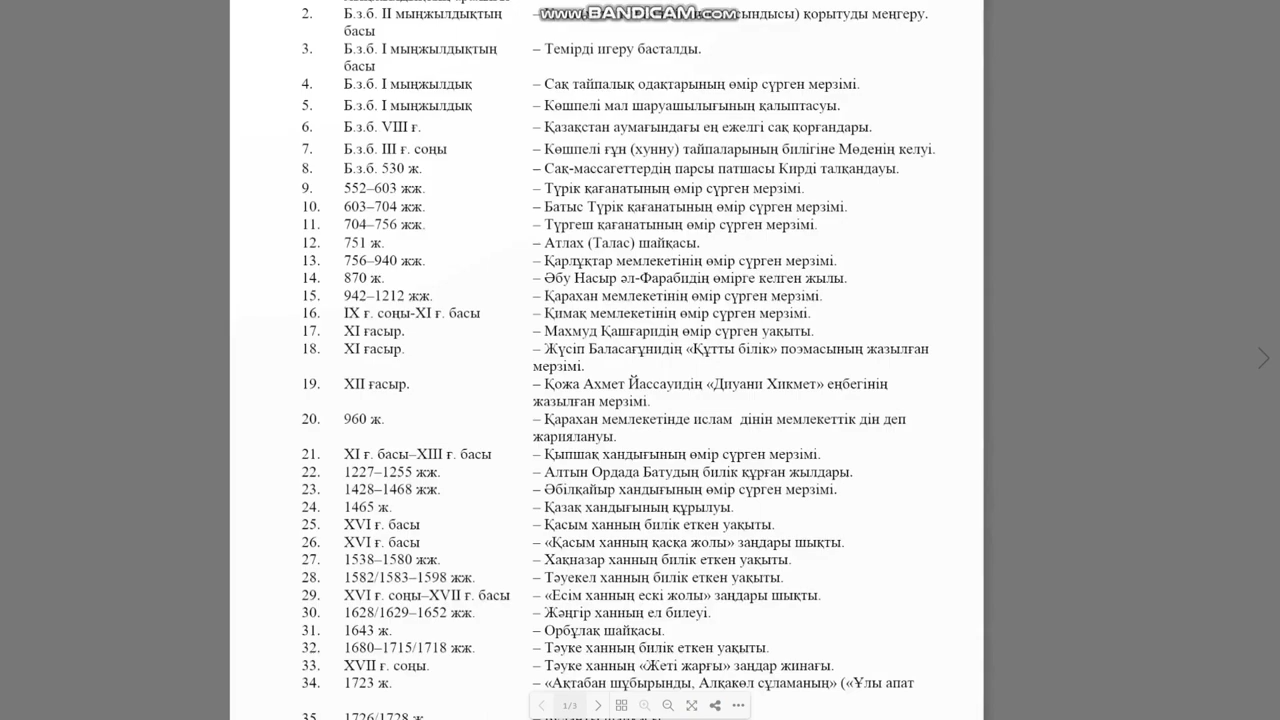 www.BANDICAM.com
2. Б.з.б. II мыңжылдықтың сындысы) қорытуды меңгеру.
басы
3. Б.з.б. I мыңжылдықтың – Темірді игеру басталды.
басы
4. Б.з.б. I мыңжылдық – Сақ тайпалық одақтарының өмір сүрген мерзімі.
5. Б.з.б. I мыңжылдық – Көшпелі мал шаруашылығының қалыптасуы.
6. Б.з.б. VIII ғ. – Қазақстан аумағындағы ең ежелгі сақ қорғандары.
7. Б.з.б. III ғ. соңы – Көшпелі ғұн (хунну) тайпаларының билігіне Мөденің келуі.
8. Б.з.б. 530 ж. – Сақ-массагеттердің парсы патшасы Кирді талқандауы.
9. 552–603 жж. – Түрік қағанатының өмір сүрген мерзімі.
10. 603–704 жж. – Батыс Түрік қағанатының өмір сүрген мерзімі.
11. 704–756 жж. – Түргеш қағанатының өмір сүрген мерзімі.
12. 751 ж. – Атлах (Талас) шайқасы.
13. 756–940 жж. – Қарлұқтар мемлекетінің өмір сүрген мерзімі.
14. 870 ж. – Әбу Насыр әл-Фарабидің өмірге келген жылы.
15. 942–1212 жж. – Қарахан мемлекетінің өмір сүрген мерзімі.
16. IX ғ. соңы-XI ғ. басы – Қимақ мемлекетінің өмір сүрген мерзімі.
17. XI ғасыр. – Махмуд Қашғаридің өмір сүрген уақыты.
18. XI ғасыр. – Жүсіп Баласағұнидің «Құтты білік» поэмасының жазылған
мерзімі.
19. XII ғасыр. – Қожа Ахмет Йассауидің «Диуани Хикмет» еңбегінің
жазылған мерзімі.
20. 960 ж. – Қарахан мемлекетінде ислам дінін мемлекеттік дін деп
жариялануы.
21. XI ғ. басы–XIII ғ. басы – Қыпшақ хандығының өмір сүрген мерзімі.
22. 1227–1255 жж. – Алтын Ордада Батудың билік құрған жылдары.
23. 1428–1468 жж. – Әбілқайыр хандығының өмір сүрген мерзімі.
24. 1465 ж. – Қазақ хандығының құрылуы.
25. XVI ғ. басы – Қасым ханның билік еткен уақыты.
26. XVI ғ. басы – «Қасым ханның қасқа жолы» заңдары шықты.
27. 1538–1580 жж. – Хақназар ханның билік еткен уақыты.
28. 1582/1583–1598 жж. – Тәуекел ханның билік еткен уақыты.
29. XVI ғ. соңы–XVII ғ. басы – «Есім ханның ескі жолы» заңдары шықты.
30. 1628/1629–1652 жж. – Жәңгір ханның ел билеуі.
31. 1643 ж. – Орбұлақ шайқасы.
32. 1680–1715/1718 жж. – Тәуке ханның билік еткен уақыты.
33. XVII ғ. соңы. – Тәуке ханның «Жеті жарғы» заңдар жинағы.
34. 1723 ж. – «Ақтабан шұбырынды, Алқакөл сұламаның» («Ұлы апат
1/3
35. 1726/1728 ж.